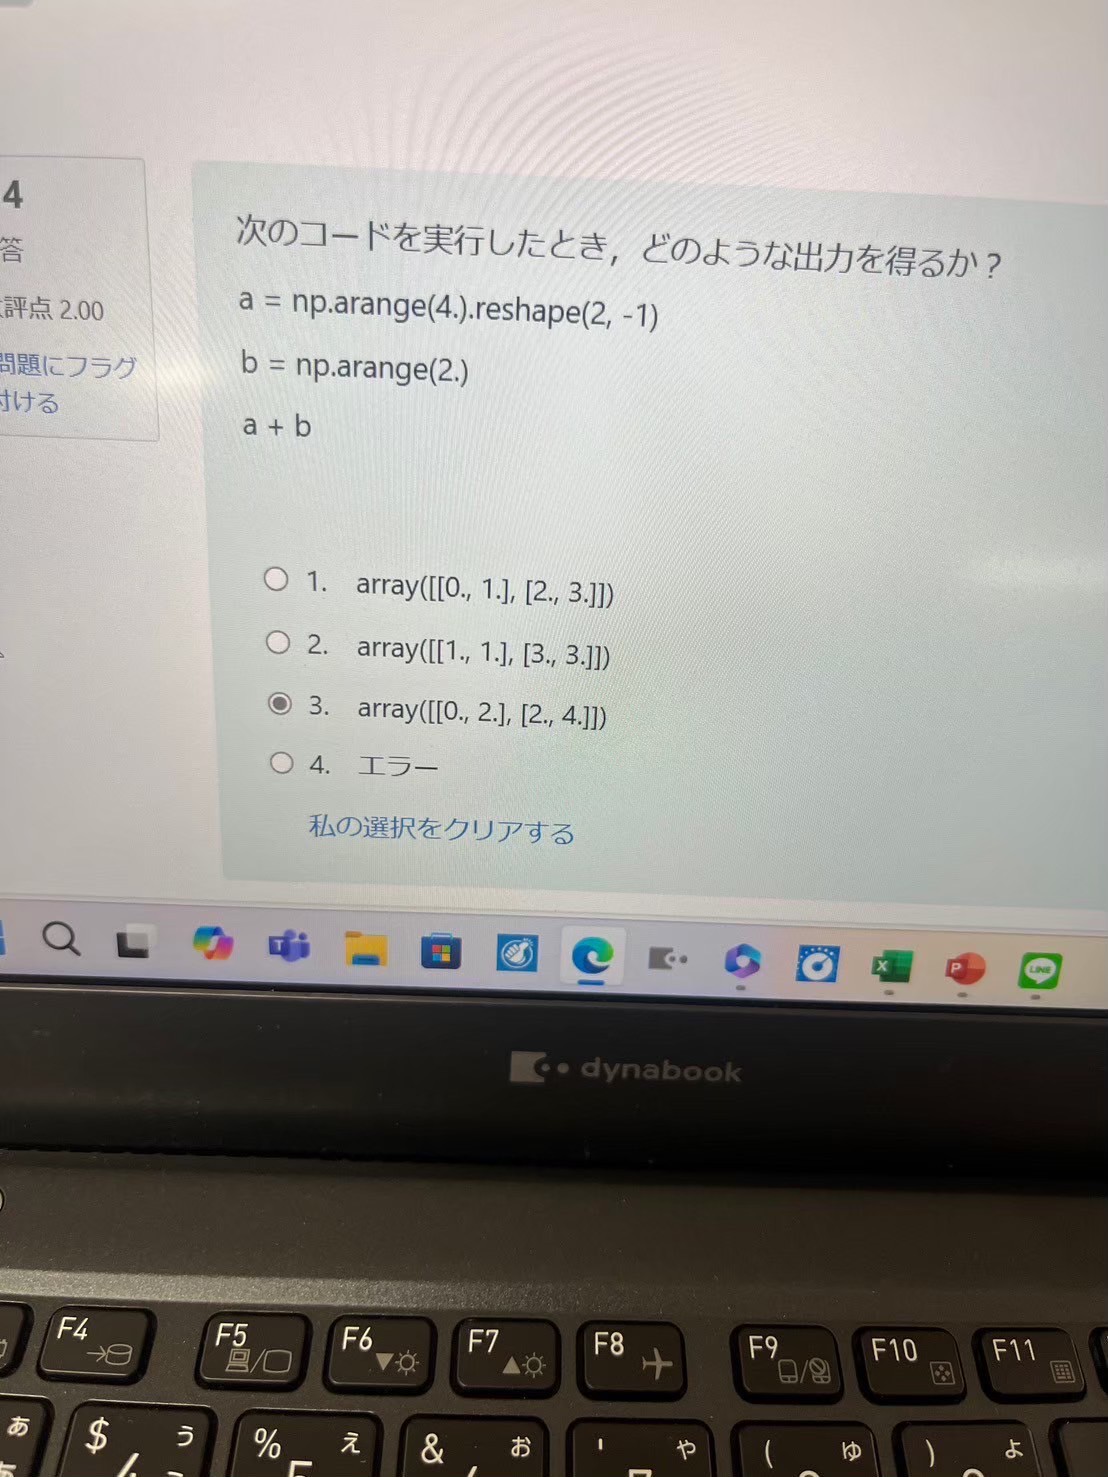 4
答
評点 2.00
問題にフラグ
付ける
次のコードを実行したとき，どのような出力を得るか？
a = np.arange(4.).reshape(2, -1)
b = np.arange(2.)
a + b
1. array([[0., 1.], [2., 3.]])
2. array([[1., 1.], [3., 3.]])
3. array([[0., 2.], [2., 4.]])
4. エラー
私の選択をクリアする
LINE
dynabook
F4 F5 F6 F7 F8 F9 F10 F11
あ $ う % え & お ' や ( ゆ ) よ